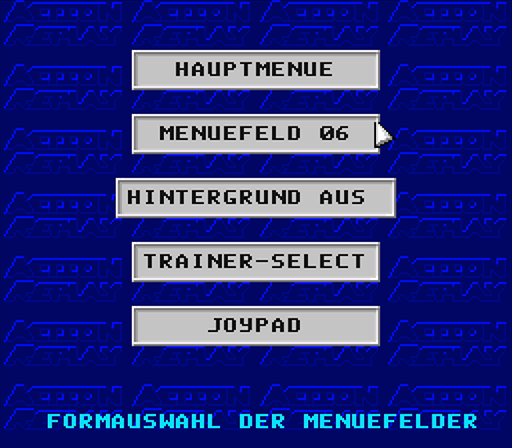 HAUPTMENUE
MENUEFELD 06
HINTERGRUND AUS
TRAINER-SELECT
JOYPAD
FORMAUSWAHL DER MENUEFELDER